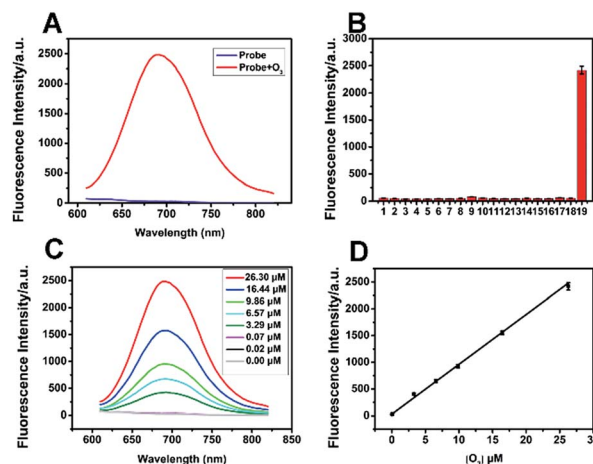 A
Fluorescence Intensity/a.u.
2500
2000
1500
1000
500
0
600 650 700 750 800
Wavelength (nm)
Probe
Probe+O3
B
Fluorescence Intensity/a.u.
3000
2500
2000
1500
1000
500
0
1 2 3 4 5 6 7 8 9 10 11 12 13 14 15 16 17 18 19
C
Fluorescence Intensity/a.u.
2500
2000
1500
1000
500
0
600 650 700 750 800 850
Wavelength (nm)
26.30 µM
16.44 µM
9.86 µM
6.57 µM
3.29 µM
0.07 µM
0.02 µM
0.00 µM
D
Fluorescence Intensity/a.u.
2500
2000
1500
1000
500
0
0 5 10 15 20 25
[O3] µM